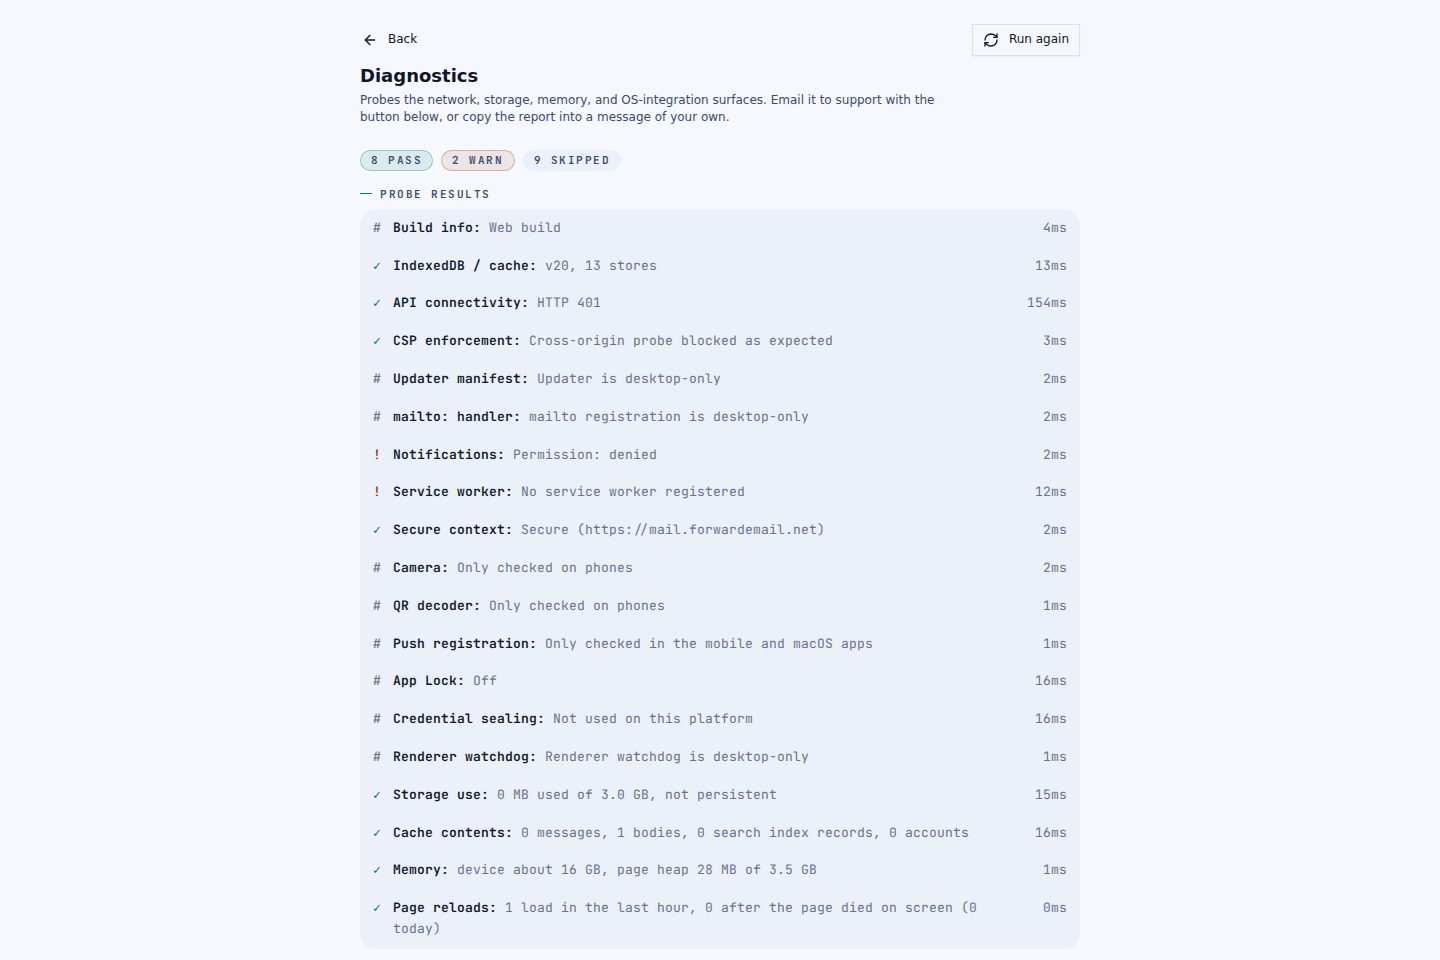 Back
Run again
Diagnostics
Probes the network, storage, memory, and OS-integration surfaces. Email it to support with the
button below, or copy the report into a message of your own.
8 PASS
2 WARN
9 SKIPPED
PROBE RESULTS
# Build info: Web build 4ms
✓ IndexedDB / cache: v20, 13 stores 13ms
✓ API connectivity: HTTP 401 154ms
✓ CSP enforcement: Cross-origin probe blocked as expected 3ms
# Updater manifest: Updater is desktop-only 2ms
# mailto: handler: mailto registration is desktop-only 2ms
! Notifications: Permission: denied 2ms
! Service worker: No service worker registered 12ms
✓ Secure context: Secure (https://mail.forwardemail.net) 2ms
# Camera: Only checked on phones 2ms
# QR decoder: Only checked on phones 1ms
# Push registration: Only checked in the mobile and macOS apps 1ms
# App Lock: Off 16ms
# Credential sealing: Not used on this platform 16ms
# Renderer watchdog: Renderer watchdog is desktop-only 1ms
✓ Storage use: 0 MB used of 3.0 GB, not persistent 15ms
✓ Cache contents: 0 messages, 1 bodies, 0 search index records, 0 accounts 16ms
✓ Memory: device about 16 GB, page heap 28 MB of 3.5 GB 1ms
✓ Page reloads: 1 load in the last hour, 0 after the page died on screen (0 0ms
today)